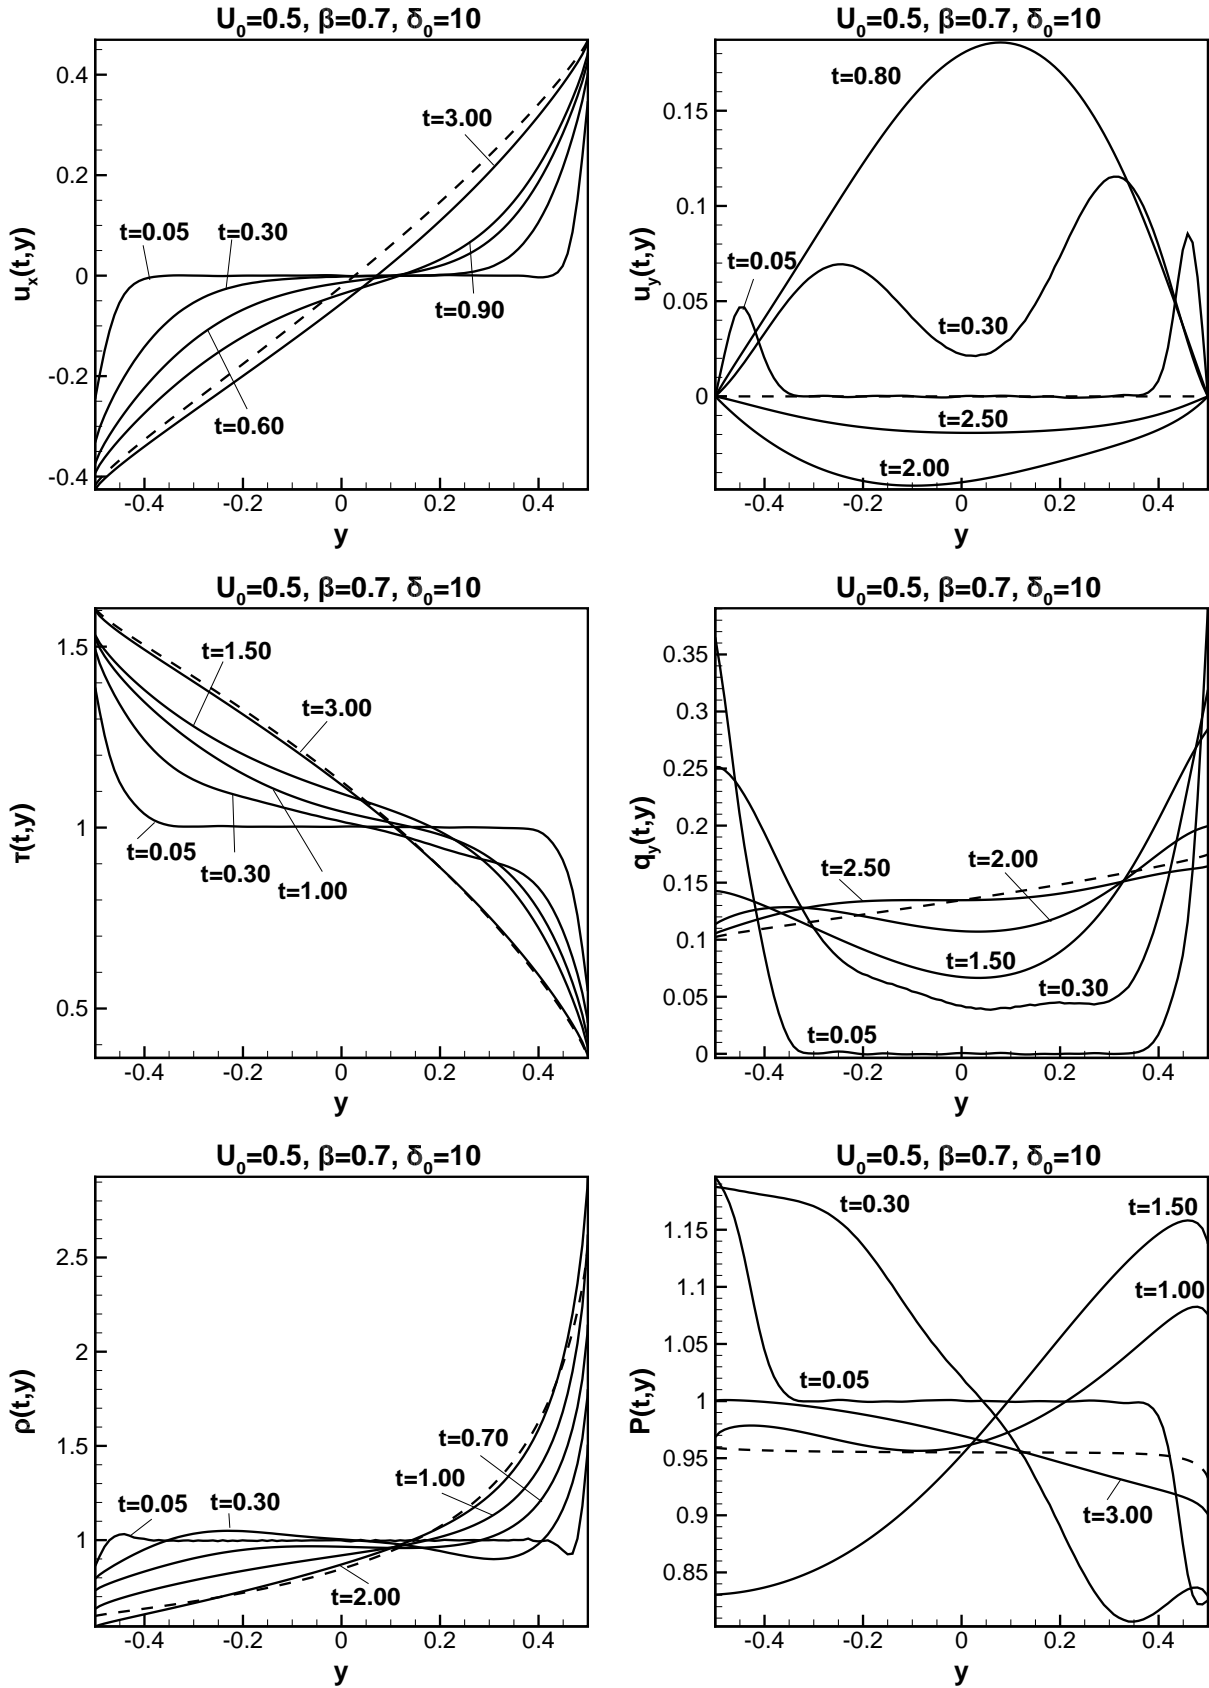 U₀=0.5, β=0.7, δ₀=10
0.4
0.2
0
-0.2
-0.4
uₓ(t,y)
t=3.00
t=0.05
t=0.30
t=0.90
t=0.60
-0.4 -0.2 0 0.2 0.4
y
U₀=0.5, β=0.7, δ₀=10
0.15
0.1
0.05
0
u_y(t,y)
t=0.80
t=0.05
t=0.30
t=2.50
t=2.00
-0.4 -0.2 0 0.2 0.4
y
U₀=0.5, β=0.7, δ₀=10
1.5
1
0.5
τ(t,y)
t=1.50
t=3.00
t=0.05
t=0.30
t=1.00
-0.4 -0.2 0 0.2 0.4
y
U₀=0.5, β=0.7, δ₀=10
0.35
0.3
0.25
0.2
0.15
0.1
0.05
0
q_y(t,y)
t=2.50
t=2.00
t=1.50
t=0.30
t=0.05
-0.4 -0.2 0 0.2 0.4
y
U₀=0.5, β=0.7, δ₀=10
2.5
2
1.5
1
ρ(t,y)
t=0.70
t=1.00
t=0.05
t=0.30
t=2.00
-0.4 -0.2 0 0.2 0.4
y
U₀=0.5, β=0.7, δ₀=10
1.15
1.1
1.05
1
0.95
0.9
0.85
P(t,y)
t=0.30
t=1.50
t=1.00
t=0.05
t=3.00
-0.4 -0.2 0 0.2 0.4
y